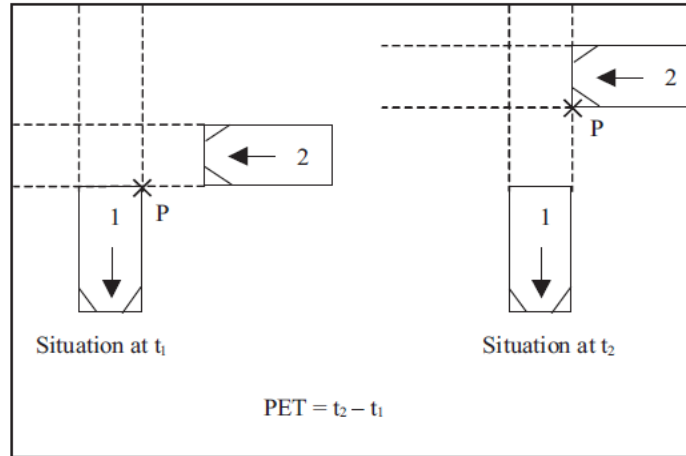 2
2
P
1
P
1
Situation at t₁
Situation at t₂
PET = t₂ – t₁